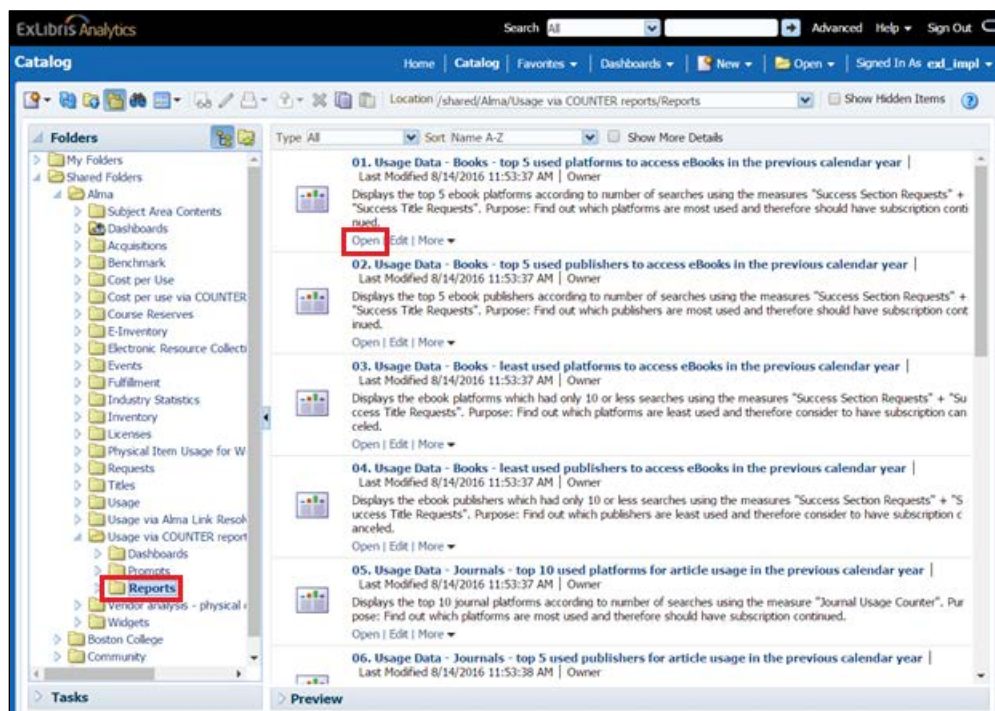 ExLibris Analytics
Search All
Advanced Help Sign Out
Catalog
Home Catalog Favorites Dashboards New Open Signed In As exl_impl
Location /shared/Alma/Usage via COUNTER reports/Reports
Show Hidden Items
Folders
My Folders
Shared Folders
Alma
Subject Area Contents
Dashboards
Acquisitions
Benchmark
Cost per Use
Cost per use via COUNTER
Course Reserves
E-Inventory
Electronic Resource Collecti
Events
Fulfillment
Industry Statistics
Inventory
Licenses
Physical Item Usage for W
Requests
Titles
Usage
Usage via Alma Link Resolv
Usage via COUNTER report
Dashboards
Prompts
Reports
Vendor analysis - physical
Widgets
Boston College
Community
Tasks
Type All Sort Name A-Z Show More Details
01. Usage Data - Books - top 5 used platforms to access eBooks in the previous calendar year |
Last Modified 8/14/2016 11:53:37 AM | Owner
Displays the top 5 ebook platforms according to number of searches using the measures "Success Section Requests" +
"Success Title Requests". Purpose: Find out which platforms are most used and therefore should have subscription conti
nued.
Open | Edit | More
02. Usage Data - Books - top 5 used publishers to access eBooks in the previous calendar year |
Last Modified 8/14/2016 11:53:37 AM | Owner
Displays the top 5 ebook publishers according to number of searches using the measures "Success Section Requests" +
"Success Title Requests". Purpose: Find out which publishers are most used and therefore should have subscription cont
inued.
Open | Edit | More
03. Usage Data - Books - least used platforms to access eBooks in the previous calendar year |
Last Modified 8/14/2016 11:53:37 AM | Owner
Displays the ebook platforms which had only 10 or less searches using the measures "Success Section Requests" + "Su
ccess Title Requests". Purpose: Find out which platforms are least used and therefore consider to have subscription can
celed.
Open | Edit | More
04. Usage Data - Books - least used publishers to access eBooks in the previous calendar year |
Last Modified 8/14/2016 11:53:37 AM | Owner
Displays the ebook publishers which had only 10 or less searches using the measures "Success Section Requests" + "S
uccess Title Requests". Purpose: Find out which publishers are least used and therefore consider to have subscription c
anceled.
Open | Edit | More
05. Usage Data - Journals - top 10 used platforms for article usage in the previous calendar year |
Last Modified 8/14/2016 11:53:37 AM | Owner
Displays the top 10 journal platforms according to number of searches using the measure "Journal Usage Counter". Pur
pose: Find out which platforms are most used and therefore should have subscription continued.
Open | Edit | More
06. Usage Data - Journals - top 5 used publishers for article usage in the previous calendar year |
Last Modified 8/14/2016 11:53:38 AM | Owner
Preview